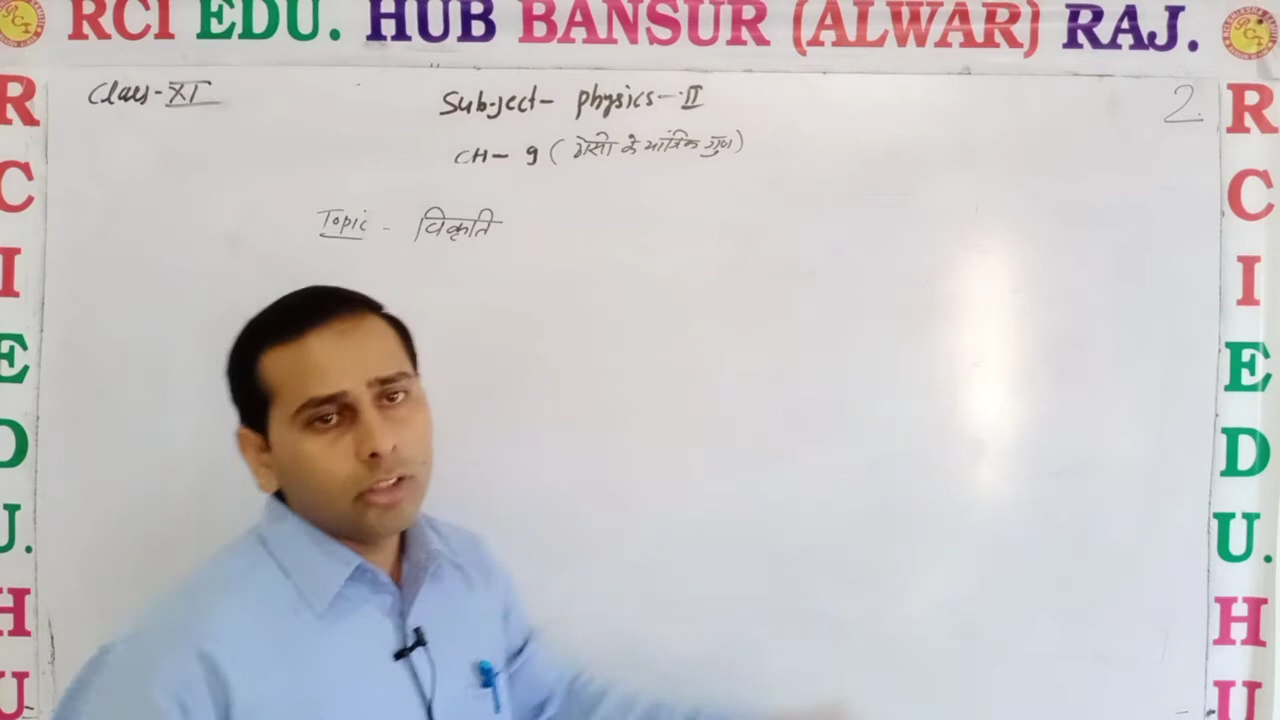 RCI EDU. HUB BANSUR (ALWAR) RAJ.
Class-XI
Subject- physics-II
2.
CH- 9 (ठोसो के यांत्रिक गुण)
Topic - विकृति
R
C
I
E
D
U.
H
U
R
C
I
E
D
U.
H
U